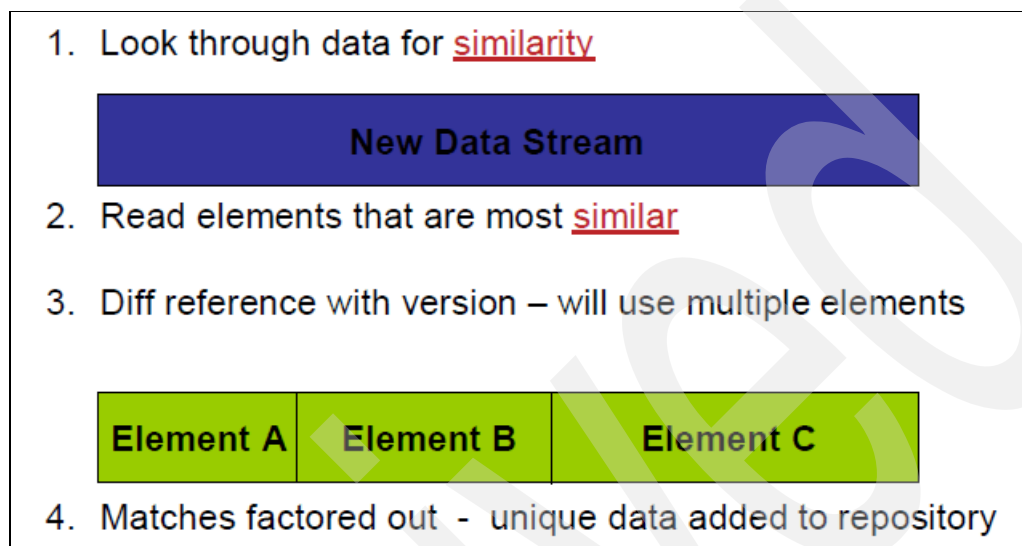 1. Look through data for similarity
New Data Stream
2. Read elements that are most similar
3. Diff reference with version – will use multiple elements
Element A Element B Element C
4. Matches factored out - unique data added to repository